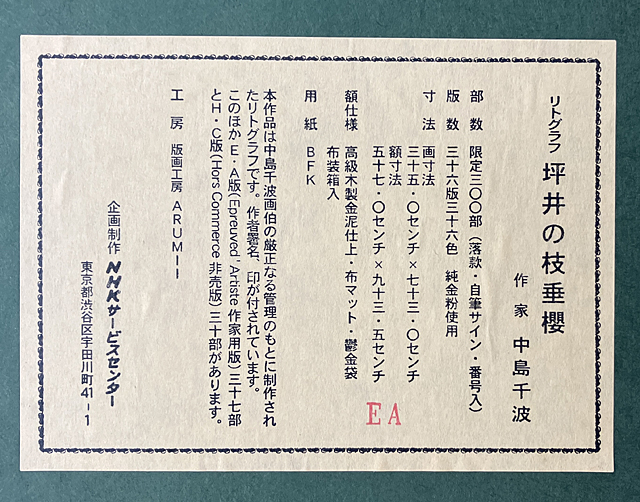 リトグラフ 坪井の枝垂櫻
作家 中島千波
部数 限定三〇〇部(落款・自筆サイン・番号入)
版数 三十六版三十六色 純金粉使用
寸法 画寸法
三十五・〇センチ×七十三・〇センチ
額寸法
五十七・〇センチ×九十三・五センチ
額仕様 高級木製金泥仕上・布マット・鬱金袋
布装箱入
用紙 BFK
EA
本作品は中島千波画伯の厳正なる管理のもとに制作され
たリトグラフです。作者署名、印が付されています。
このほかE・A版(Epreuved' Artiste 作家用版)三十七部
とH・C版(Hors Commerce 非売版)三十部があります。
工房 版画工房 ARUMII
企画制作 NHKサービスセンター
東京都渋谷区宇田川町41-1